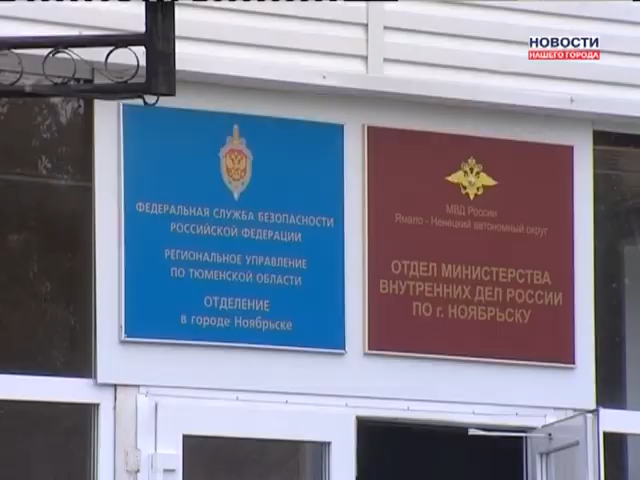 НОВОСТИ
НАШЕГО ГОРОДА
ФЕДЕРАЛЬНАЯ СЛУЖБА БЕЗОПАСНОСТИ
РОССИЙСКОЙ ФЕДЕРАЦИИ
РЕГИОНАЛЬНОЕ УПРАВЛЕНИЕ
ПО ТЮМЕНСКОЙ ОБЛАСТИ
ОТДЕЛЕНИЕ
в городе Ноябрьске
МВД России
Ямало - Ненецкий автономный округ
ОТДЕЛ МИНИСТЕРСТВА
ВНУТРЕННИХ ДЕЛ РОССИИ
ПО г. НОЯБРЬСКУ